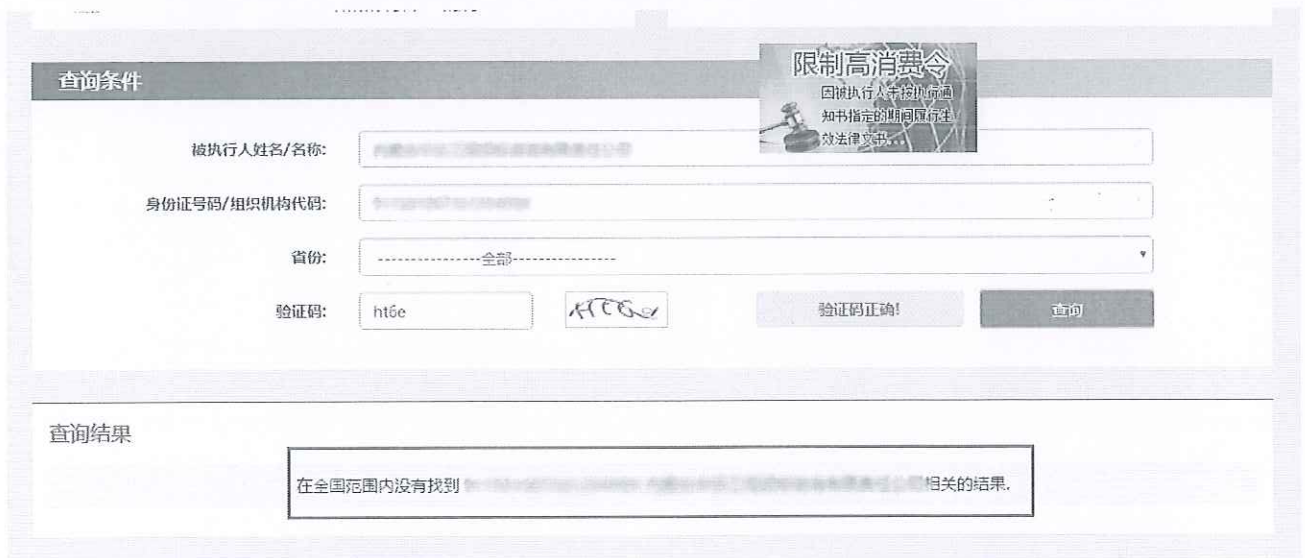 查询条件
限制高消费令
因被执行人未按执行通
知书指定的期间履行生
效法律文书...
被执行人姓名/名称:
身份证号码/组织机构代码:
省份:
----------------全部----------------
验证码:
ht6e
验证码正确!
查询
查询结果
在全国范围内没有找到
相关的结果.